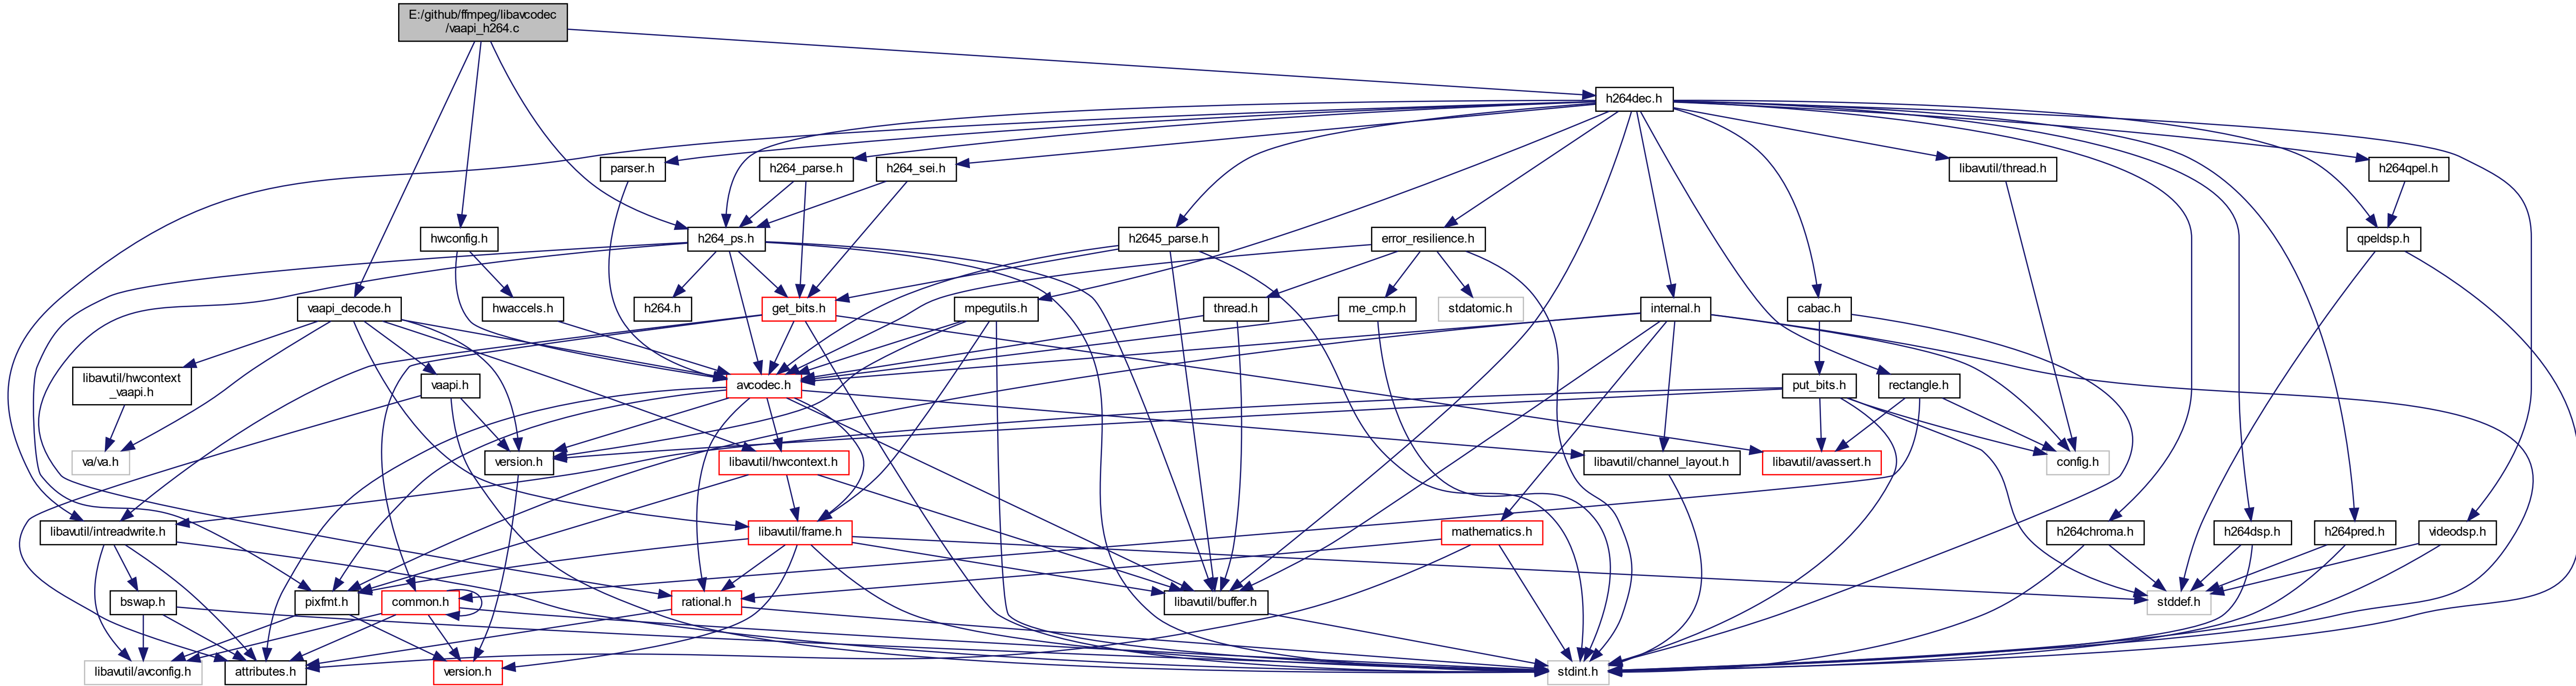 E:/github/ffmpeg/libavcodec
/vaapi_h264.c
h264dec.h
parser.h
h264_parse.h
h264_sei.h
libavutil/thread.h
h264qpel.h
hwconfig.h
h264_ps.h
h2645_parse.h
error_resilience.h
qpeldsp.h
vaapi_decode.h
hwaccels.h
h264.h
get_bits.h
mpegutils.h
thread.h
me_cmp.h
stdatomic.h
internal.h
cabac.h
libavutil/hwcontext
_vaapi.h
vaapi.h
avcodec.h
put_bits.h
rectangle.h
va/va.h
version.h
libavutil/hwcontext.h
libavutil/channel_layout.h
libavutil/avassert.h
config.h
libavutil/intreadwrite.h
libavutil/frame.h
mathematics.h
h264chroma.h
h264dsp.h
h264pred.h
videodsp.h
bswap.h
pixfmt.h
common.h
rational.h
libavutil/buffer.h
stddef.h
libavutil/avconfig.h
attributes.h
version.h
stdint.h